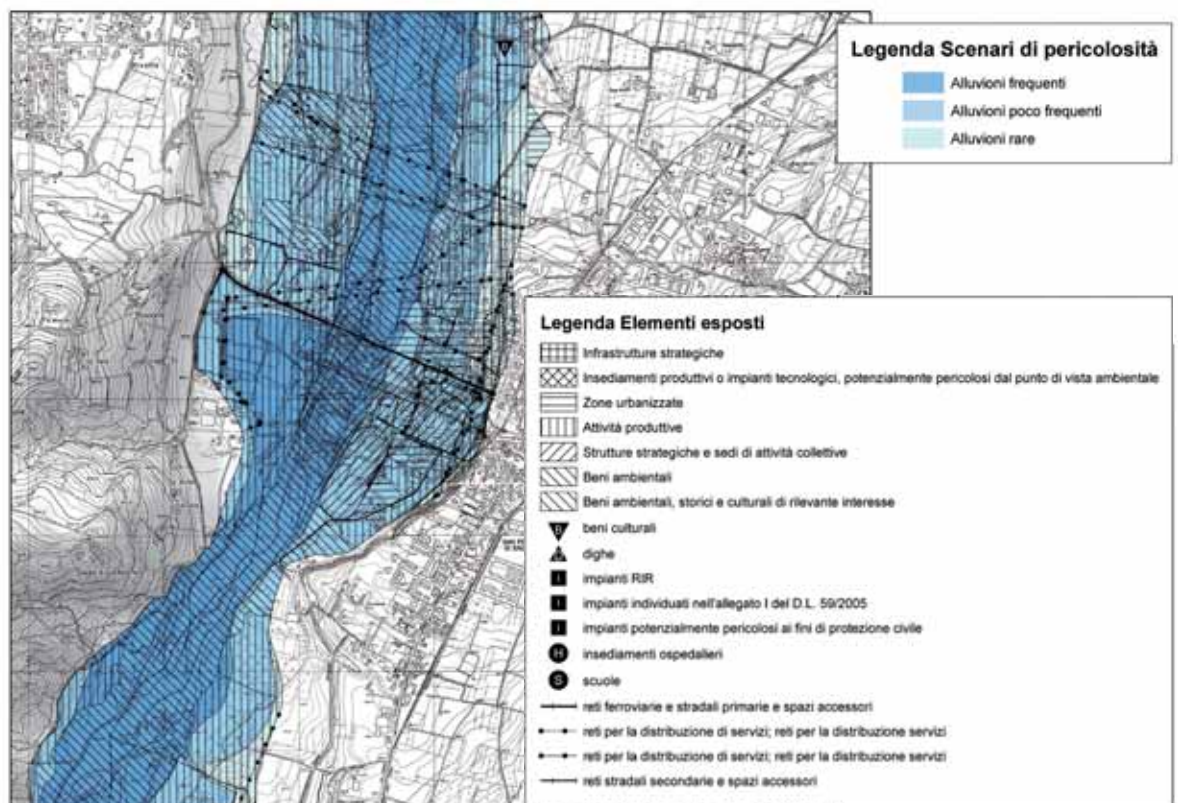 Legenda Scenari di pericolosità
Alluvioni frequenti
Alluvioni poco frequenti
Alluvioni rare
Legenda Elementi esposti
Infrastrutture strategiche
Insediamenti produttivi o impianti tecnologici, potenzialmente pericolosi dal punto di vista ambientale
Zone urbanizzate
Attività produttive
Strutture strategiche e sedi di attività collettive
Beni ambientali
Beni ambientali, storici e culturali di rilevante interesse
beni culturali
dighe
impianti RIR
impianti individuati nell'allegato I del D.L. 59/2005
impianti potenzialmente pericolosi ai fini di protezione civile
H insediamenti ospedalieri
S scuole
reti ferroviarie e stradali primarie e spazi accessori
reti per la distribuzione di servizi; reti per la distribuzione servizi
reti per la distribuzione di servizi; reti per la distribuzione servizi
reti stradali secondarie e spazi accessori